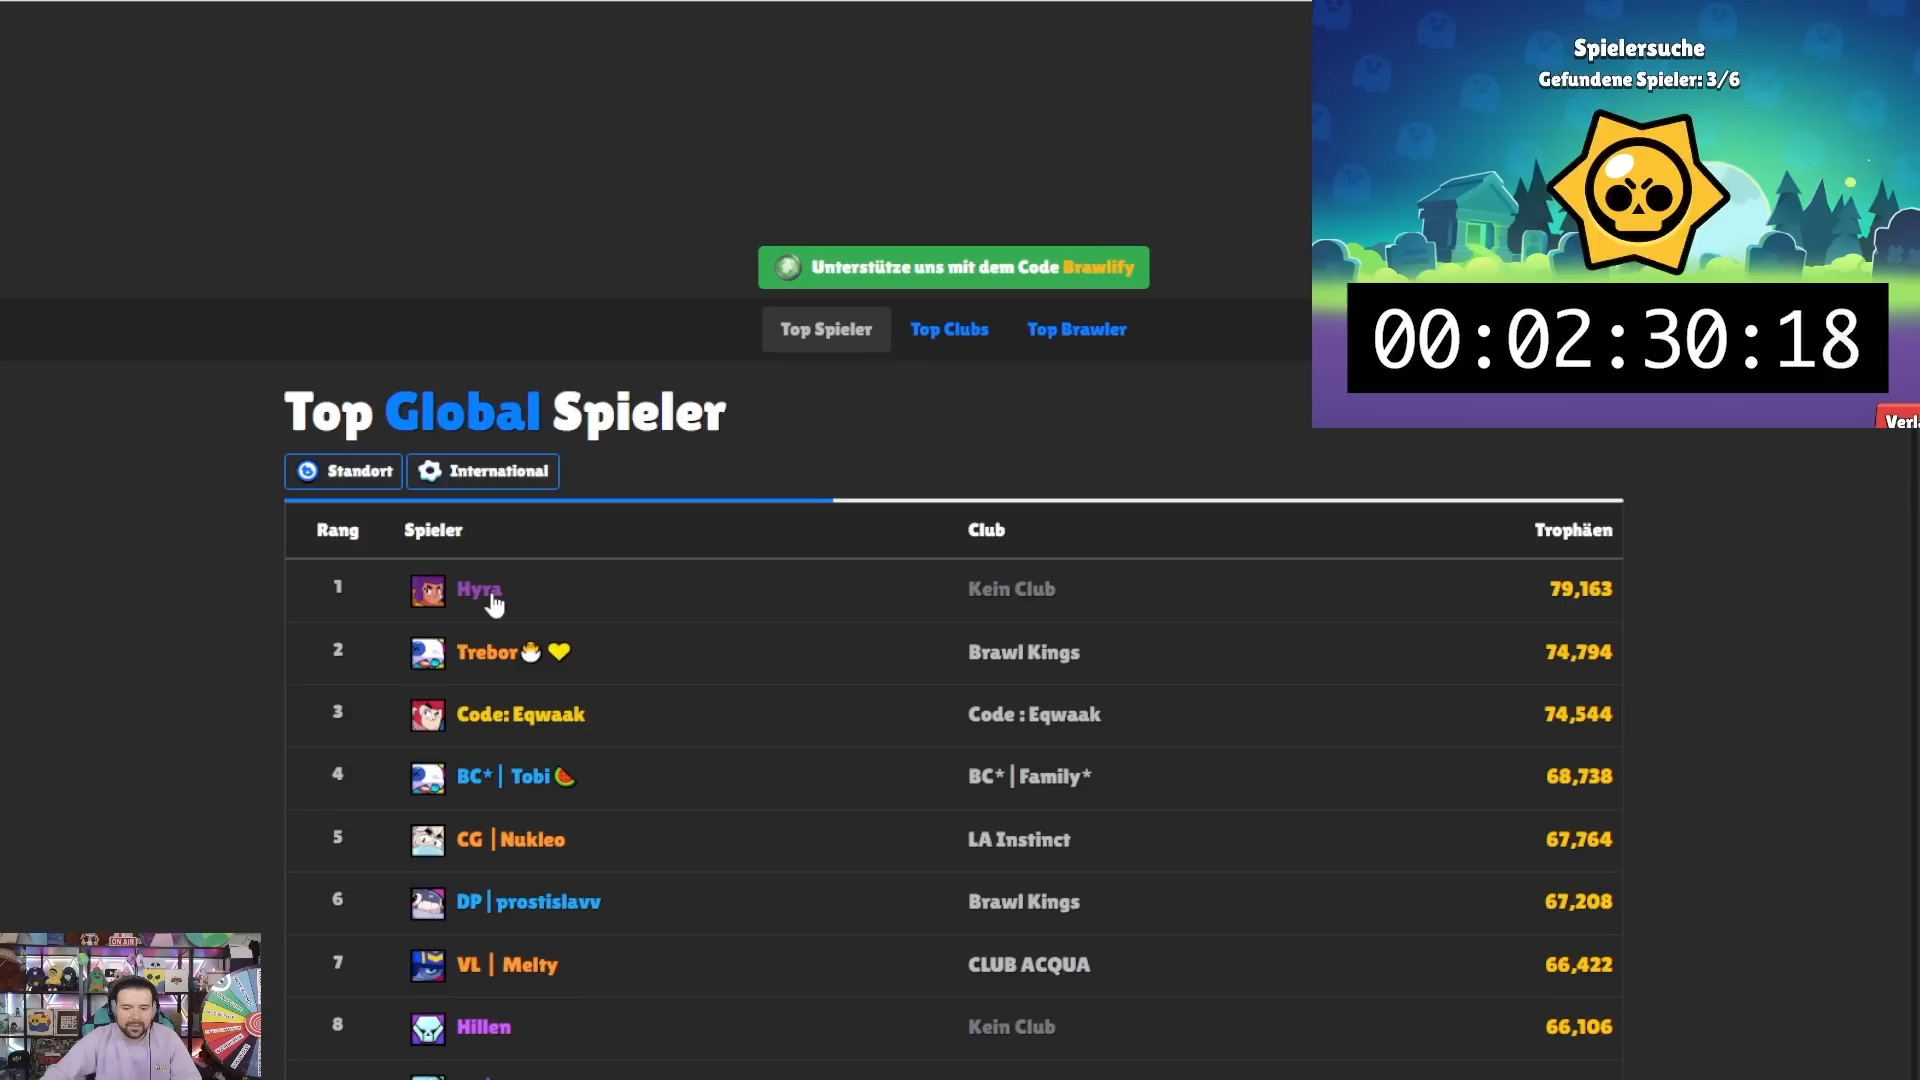 Spielersuche
Gefundene Spieler: 3/6
00:02:30:18
Unterstütze uns mit dem Code Brawlify
Top Spieler Top Clubs Top Brawler
Top Global Spieler
Standort International
Rang Spieler Club Trophäen
1 Hyra Kein Club 79,163
2 Trebor🐣💛 Brawl Kings 74,794
3 Code: Eqwaak Code : Eqwaak 74,544
4 BC*| Tobi🍉 BC*|Family* 68,738
5 CG |Nukleo LA Instinct 67,764
6 DP|prostislavv Brawl Kings 67,208
7 VL | Melty CLUB ACQUA 66,422
8 Hillen Kein Club 66,106
ON AIR